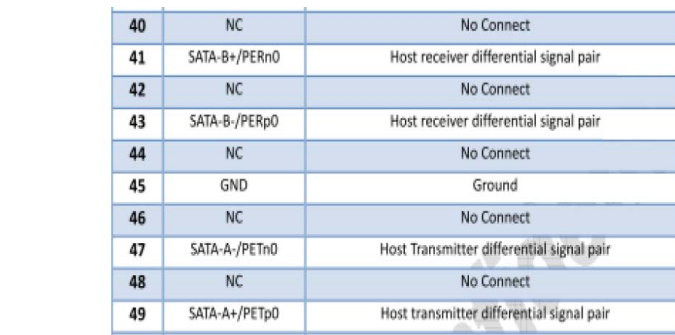 40 NC No Connect
41 SATA-B+/PERn0 Host receiver differential signal pair
42 NC No Connect
43 SATA-B-/PERp0 Host receiver differential signal pair
44 NC No Connect
45 GND Ground
46 NC No Connect
47 SATA-A-/PETn0 Host Transmitter differential signal pair
48 NC No Connect
49 SATA-A+/PETp0 Host transmitter differential signal pair